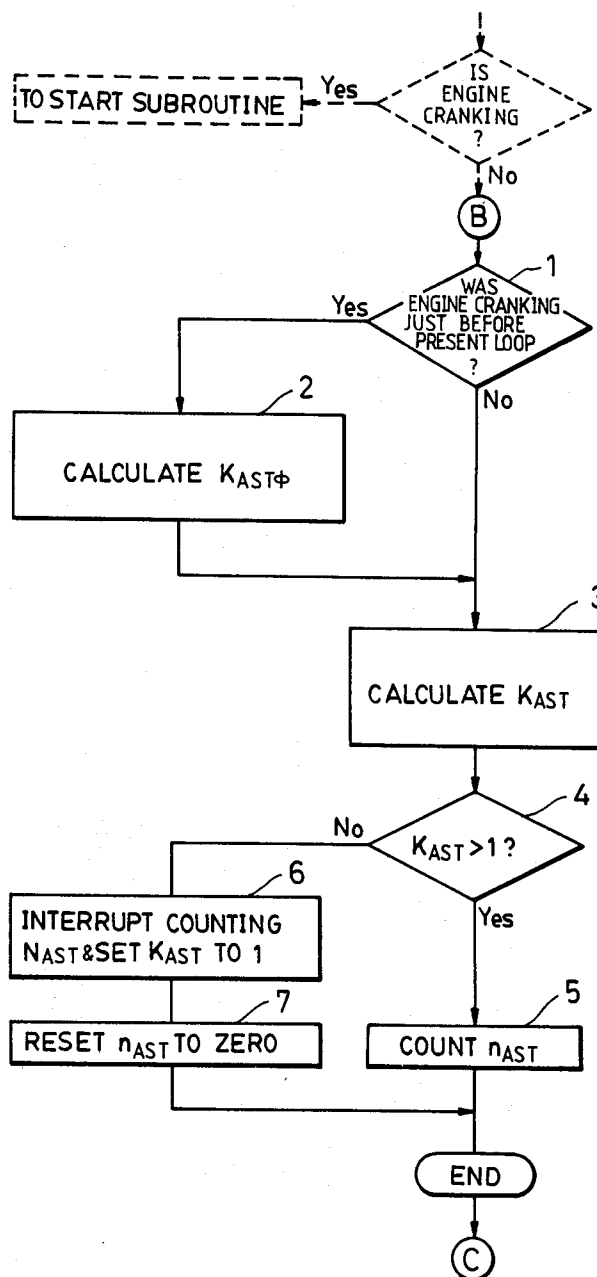 IS
ENGINE
CRANKING
?
Yes
TO START SUBROUTINE
No
B
1
WAS
ENGINE CRANKING
JUST BEFORE
PRESENT LOOP
?
Yes
No
2
CALCULATE KASTΦ
3
CALCULATE KAST
4
KAST>1?
No
Yes
6
INTERRUPT COUNTING
NAST&SET KAST TO 1
7
RESET nAST TO ZERO
5
COUNT nAST
END
C